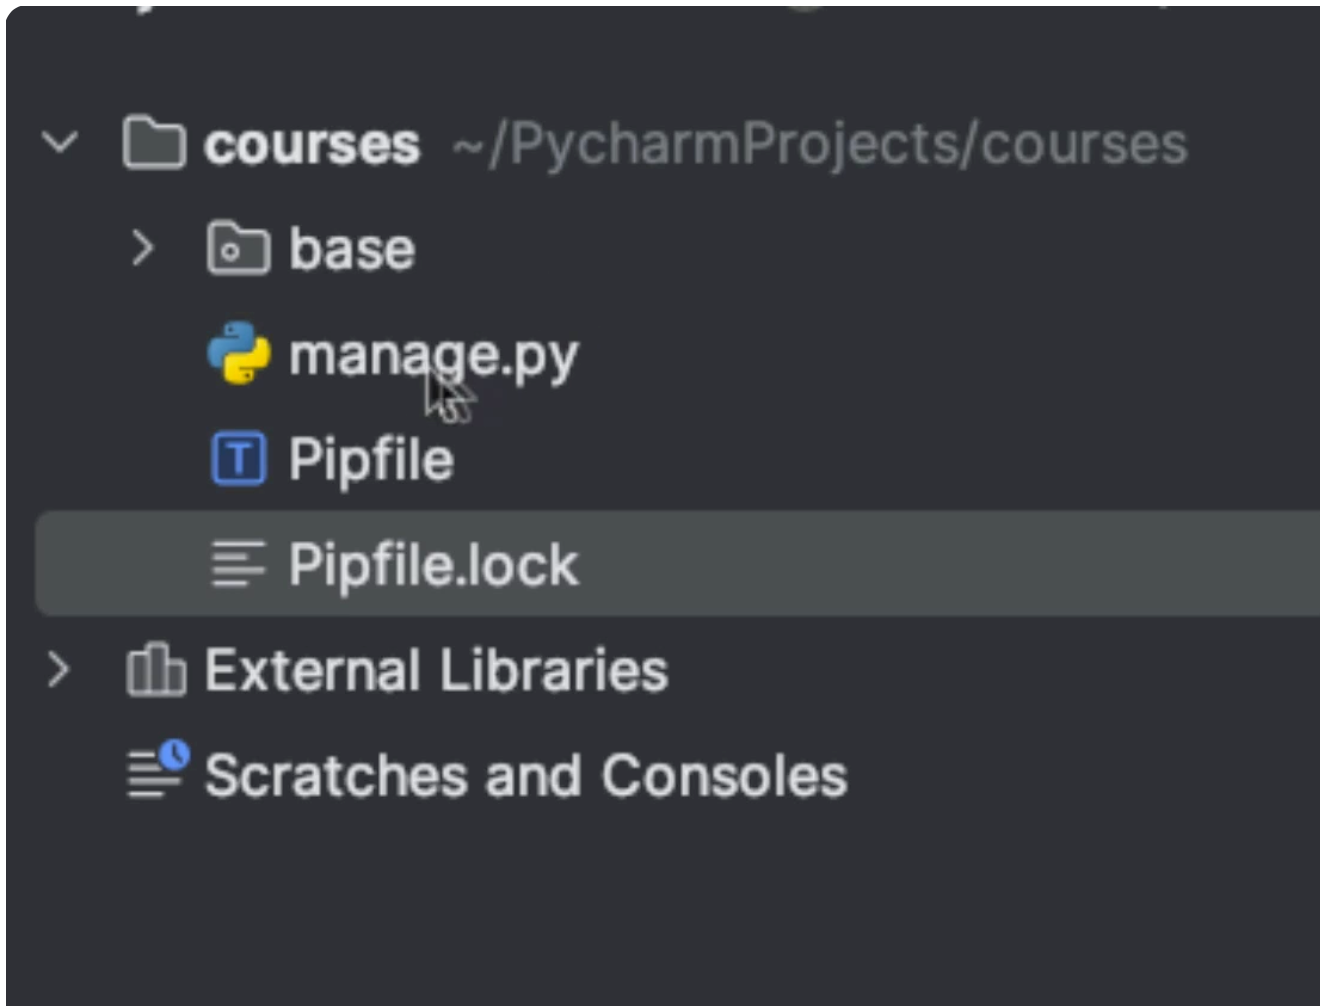 courses ~/PycharmProjects/courses
base
manage.py
Pipfile
Pipfile.lock
External Libraries
Scratches and Consoles